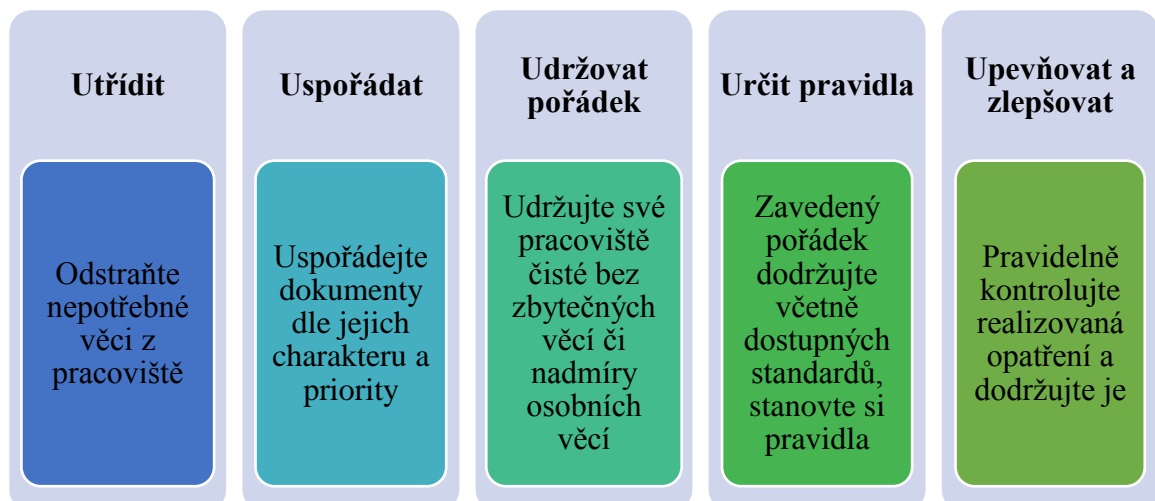 Utřídit
Odstraňte
nepotřebné
věci z
pracoviště
Uspořádat
Uspořádejte
dokumenty
dle jejich
charakteru a
priority
Udržovat
pořádek
Udržujte své
pracoviště
čisté bez
zbytečných
věcí či
nadmíry
osobních
věcí
Určit pravidla
Zavedený
pořádek
dodržujte
včetně
dostupných
standardů,
stanovte si
pravidla
Upevňovat a
zlepšovat
Pravidelně
kontrolujte
realizovaná
opatření a
dodržujte je